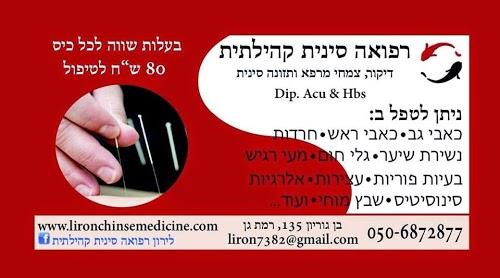 רפואה סינית קהילתית
דיקור, צמחי מרפא ותזונה סינית
Dip. Acu & Hbs
בעלות שווה לכל כיס
80 ש"ח לטיפול
ניתן לטפל ב:
כאבי גב•כאבי ראש•חרדות
נשירת שיער•גלי חום•מעי רגיש
בעיות פוריות•עצירות•אלרגיות
סינוסיטיס•שבץ מוחי•ועוד...
www.lironchinsemedicine.com
לירון רפואה סינית קהילתית
בן גוריון 135, רמת גן
liron7382@gmail.com
050-6872877